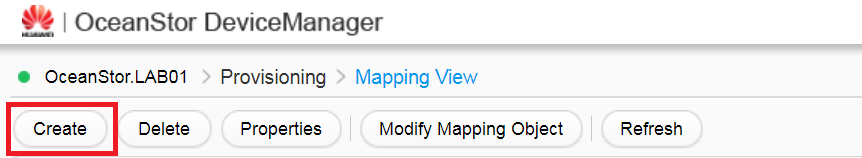 HUAWEI | OceanStor DeviceManager
OceanStor.LAB01 > Provisioning > Mapping View
Create Delete Properties Modify Mapping Object Refresh